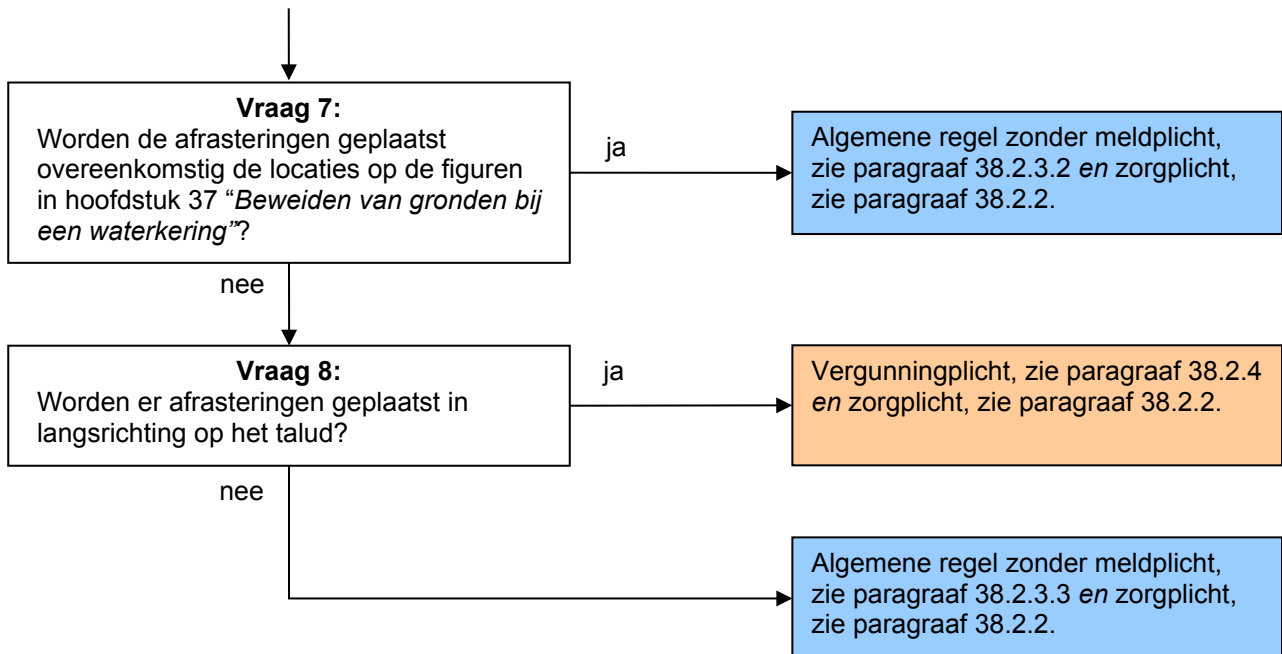 Vraag 7:
Worden de afrasteringen geplaatst
overeenkomstig de locaties op de figuren
in hoofdstuk 37 “Beweiden van gronden bij
een waterkering”?
ja
Algemene regel zonder meldplicht,
zie paragraaf 38.2.3.2 en zorgplicht,
zie paragraaf 38.2.2.
nee
Vraag 8:
Worden er afrasteringen geplaatst in
langsrichting op het talud?
ja
Vergunningplicht, zie paragraaf 38.2.4
en zorgplicht, zie paragraaf 38.2.2.
nee
Algemene regel zonder meldplicht,
zie paragraaf 38.2.3.3 en zorgplicht,
zie paragraaf 38.2.2.